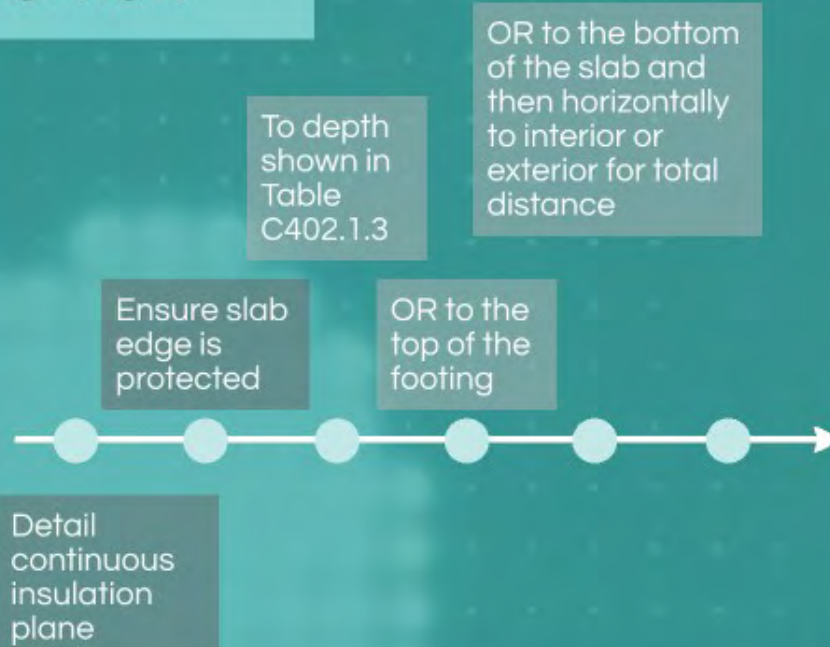 Detail
continuous
insulation
plane
Ensure slab
edge is
protected
To depth
shown in
Table
C402.1.3
OR to the
top of the
footing
OR to the bottom
of the slab and
then horizontally
to interior or
exterior for total
distance